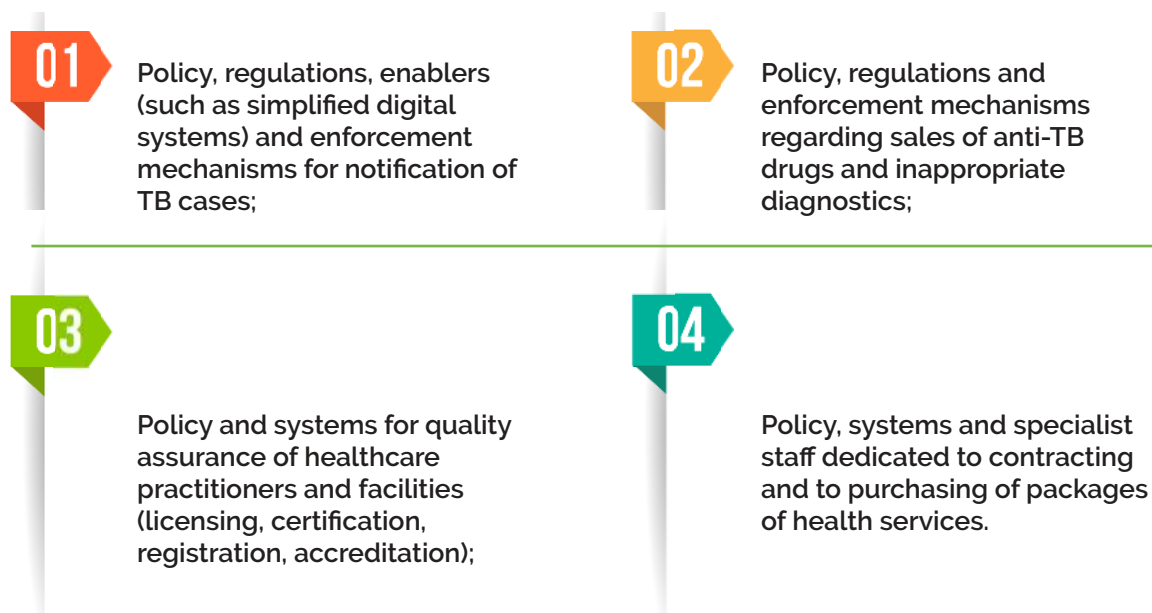 01
Policy, regulations, enablers
(such as simplified digital
systems) and enforcement
mechanisms for notification of
TB cases;
02
Policy, regulations and
enforcement mechanisms
regarding sales of anti-TB
drugs and inappropriate
diagnostics;
03
Policy and systems for quality
assurance of healthcare
practitioners and facilities
(licensing, certification,
registration, accreditation);
04
Policy, systems and specialist
staff dedicated to contracting
and to purchasing of packages
of health services.